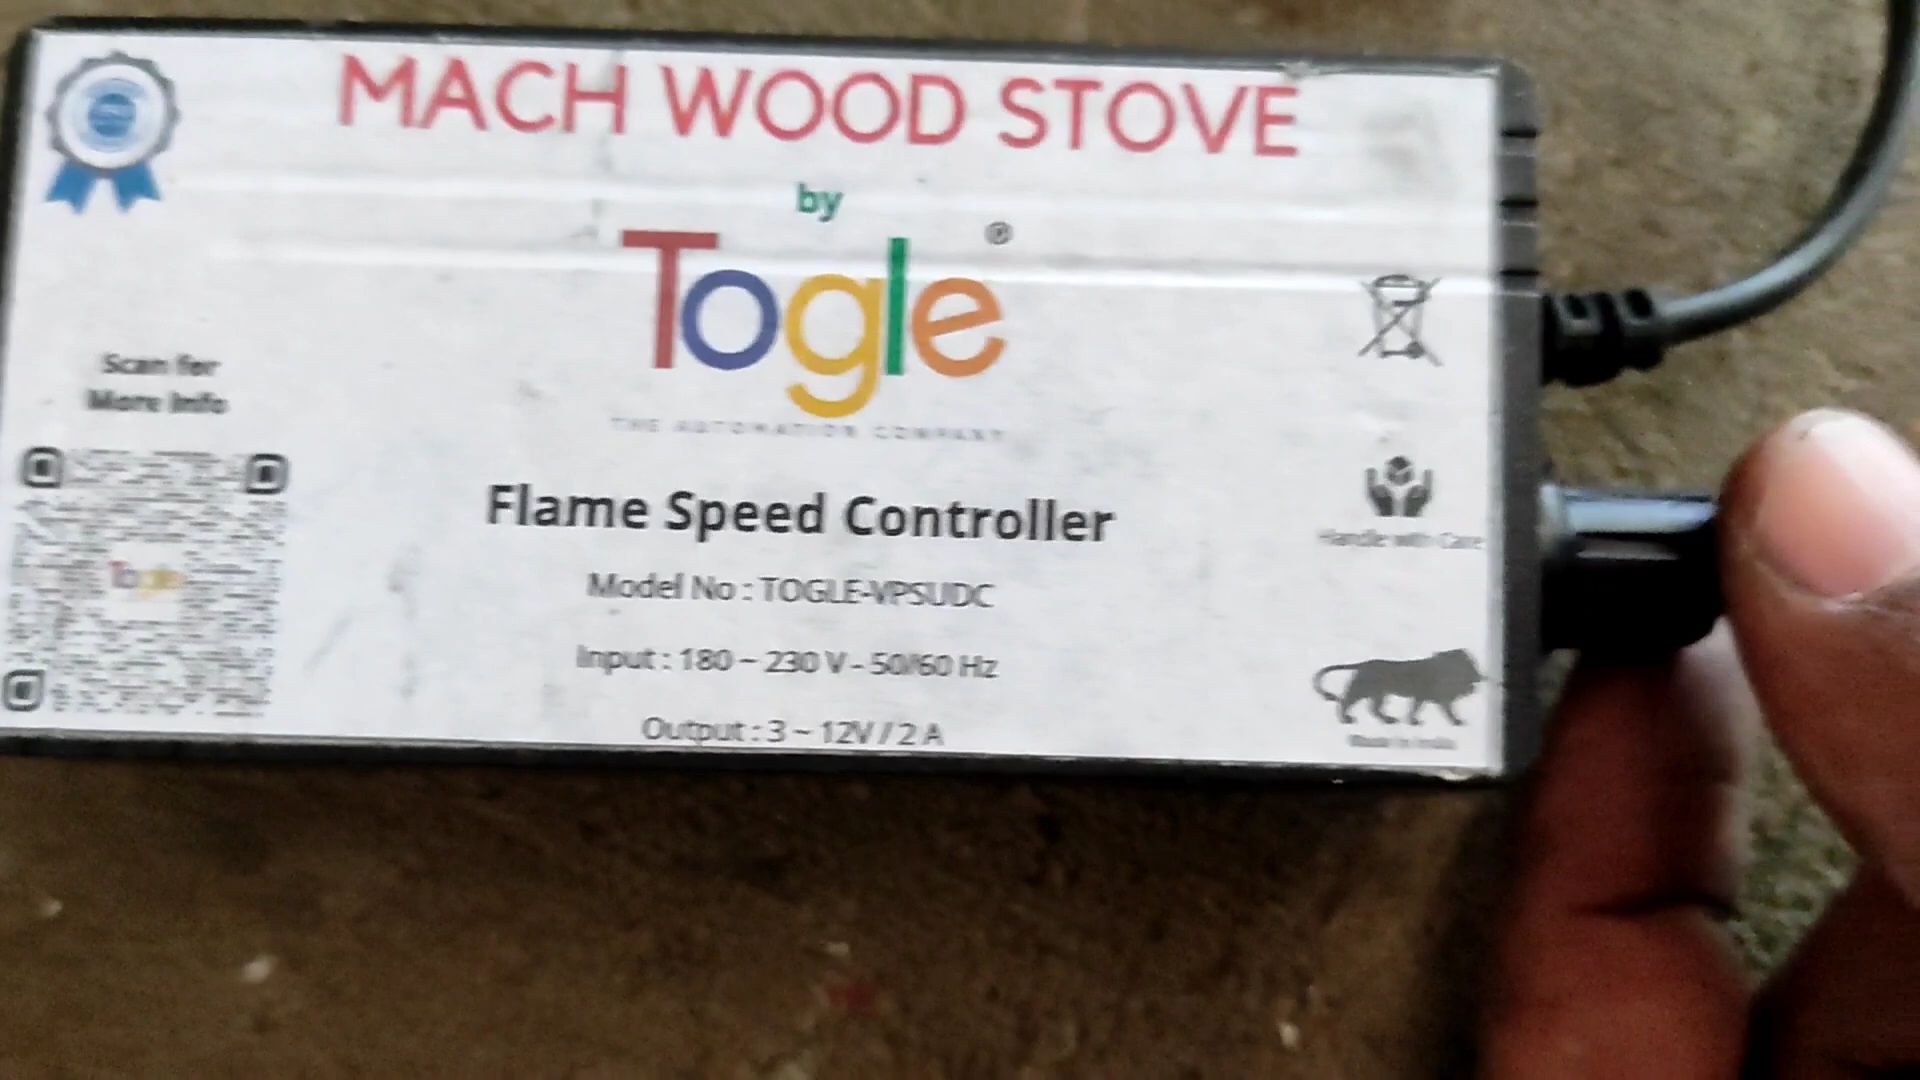 MACH WOOD STOVE
by
Togle®
THE AUTOMATION COMPANY
Scan for
More Info
Togle
Flame Speed Controller
Model No : TOGLE-VPSUDC
Input : 180 ~ 230 V - 50/60 Hz
Output : 3 ~ 12V / 2 A
Handle with Care
Made in India